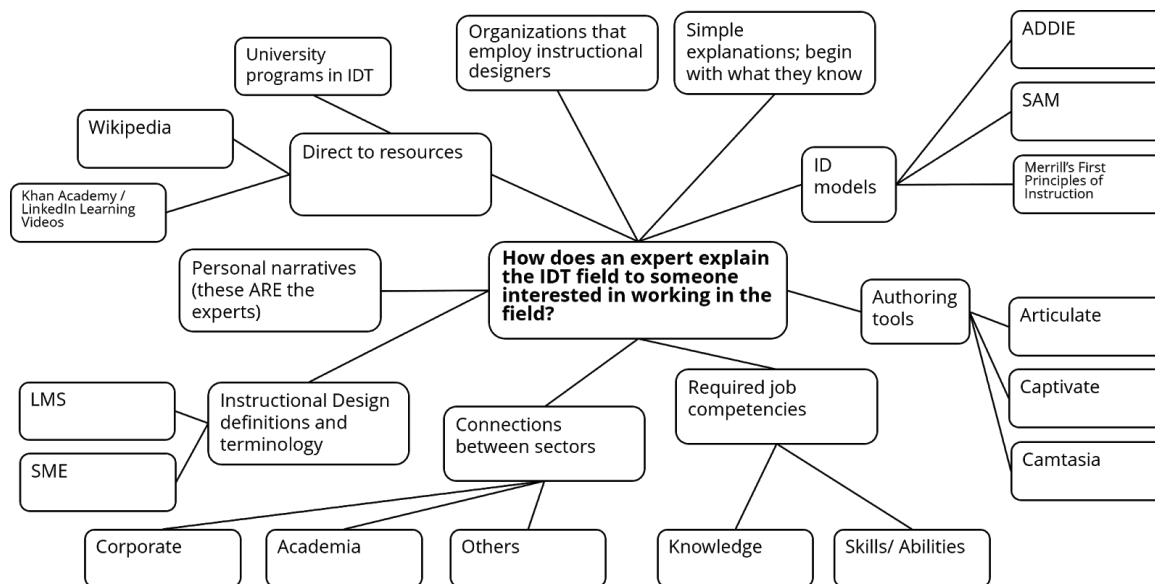 Organizations that
employ instructional
designers
Simple
explanations; begin
with what they know
ADDIE
University
programs in IDT
SAM
Wikipedia
Direct to resources
ID
models
Merrill's First
Principles of
Instruction
Khan Academy /
LinkedIn Learning
Videos
How does an expert explain
the IDT field to someone
interested in working in the
field?
Personal narratives
(these ARE the
experts)
Authoring
tools
Articulate
LMS
Instructional Design
definitions and
terminology
Required job
competencies
Captivate
Connections
between sectors
SME
Camtasia
Corporate
Academia
Others
Knowledge
Skills/ Abilities